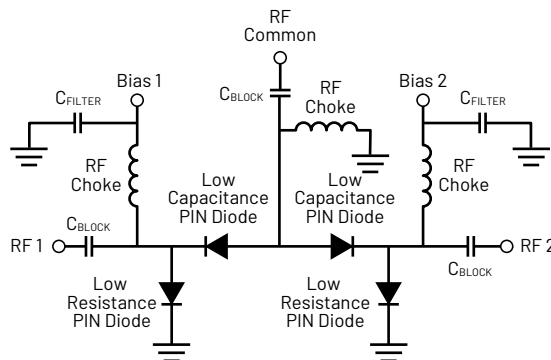 RF
Common
Bias 1
Bias 2
CFILTER
CBLOCK
RF
Choke
CFILTER
RF
Choke
RF
Choke
Low
Capacitance
PIN Diode
Low
Capacitance
PIN Diode
CBLOCK
RF 1
RF 2
CBLOCK
Low
Resistance
PIN Diode
Low
Resistance
PIN Diode